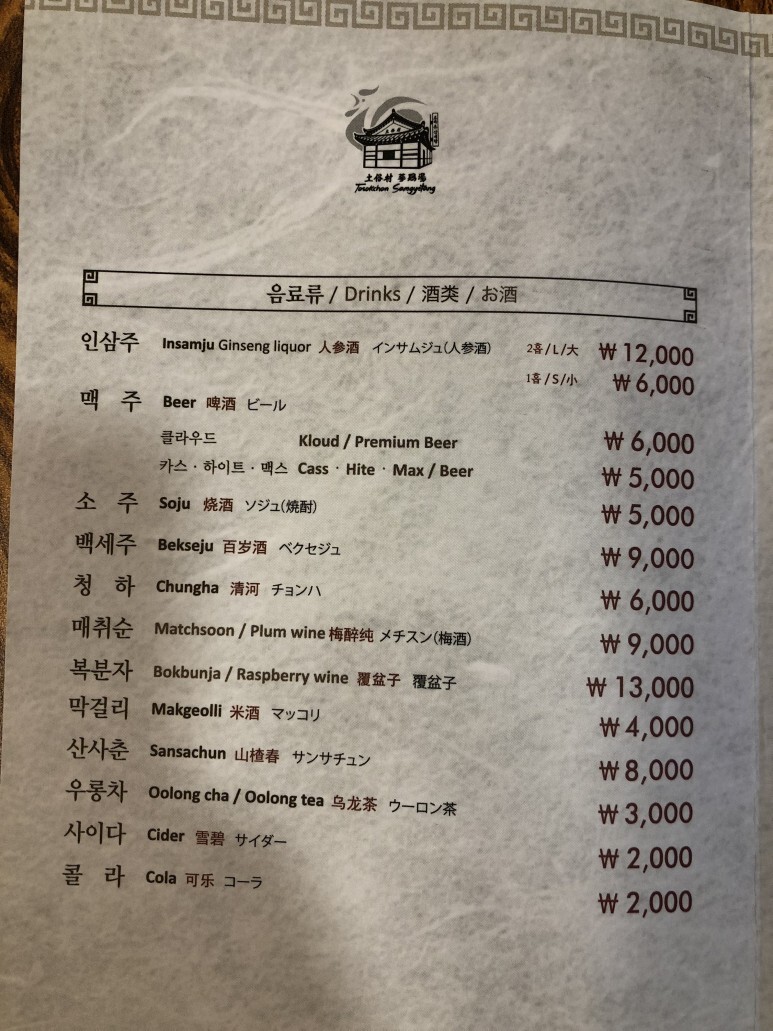 土俗村 蔘鷄湯
Tosokchon Samgyetang
음료류 / Drinks / 酒类 / お酒
인삼주 Insamju Ginseng liquor 人参酒 インサムジュ(人参酒) 2홉/L/大 ₩ 12,000
1홉/S/小 ₩ 6,000
맥 주 Beer 啤酒 ビール
클라우드 Kloud / Premium Beer ₩ 6,000
카스 · 하이트 · 맥스 Cass · Hite · Max / Beer ₩ 5,000
소 주 Soju 烧酒 ソジュ(焼酎) ₩ 5,000
백세주 Bekseju 百岁酒 ベクセジュ ₩ 9,000
청 하 Chungha 清河 チョンハ ₩ 6,000
매취순 Matchsoon / Plum wine 梅醉纯 メチスン(梅酒) ₩ 9,000
복분자 Bokbunja / Raspberry wine 覆盆子 覆盆子 ₩ 13,000
막걸리 Makgeolli 米酒 マッコリ ₩ 4,000
산사춘 Sansachun 山楂春 サンサチュン ₩ 8,000
우롱차 Oolong cha / Oolong tea 乌龙茶 ウーロン茶 ₩ 3,000
사이다 Cider 雪碧 サイダー ₩ 2,000
콜 라 Cola 可乐 コーラ ₩ 2,000